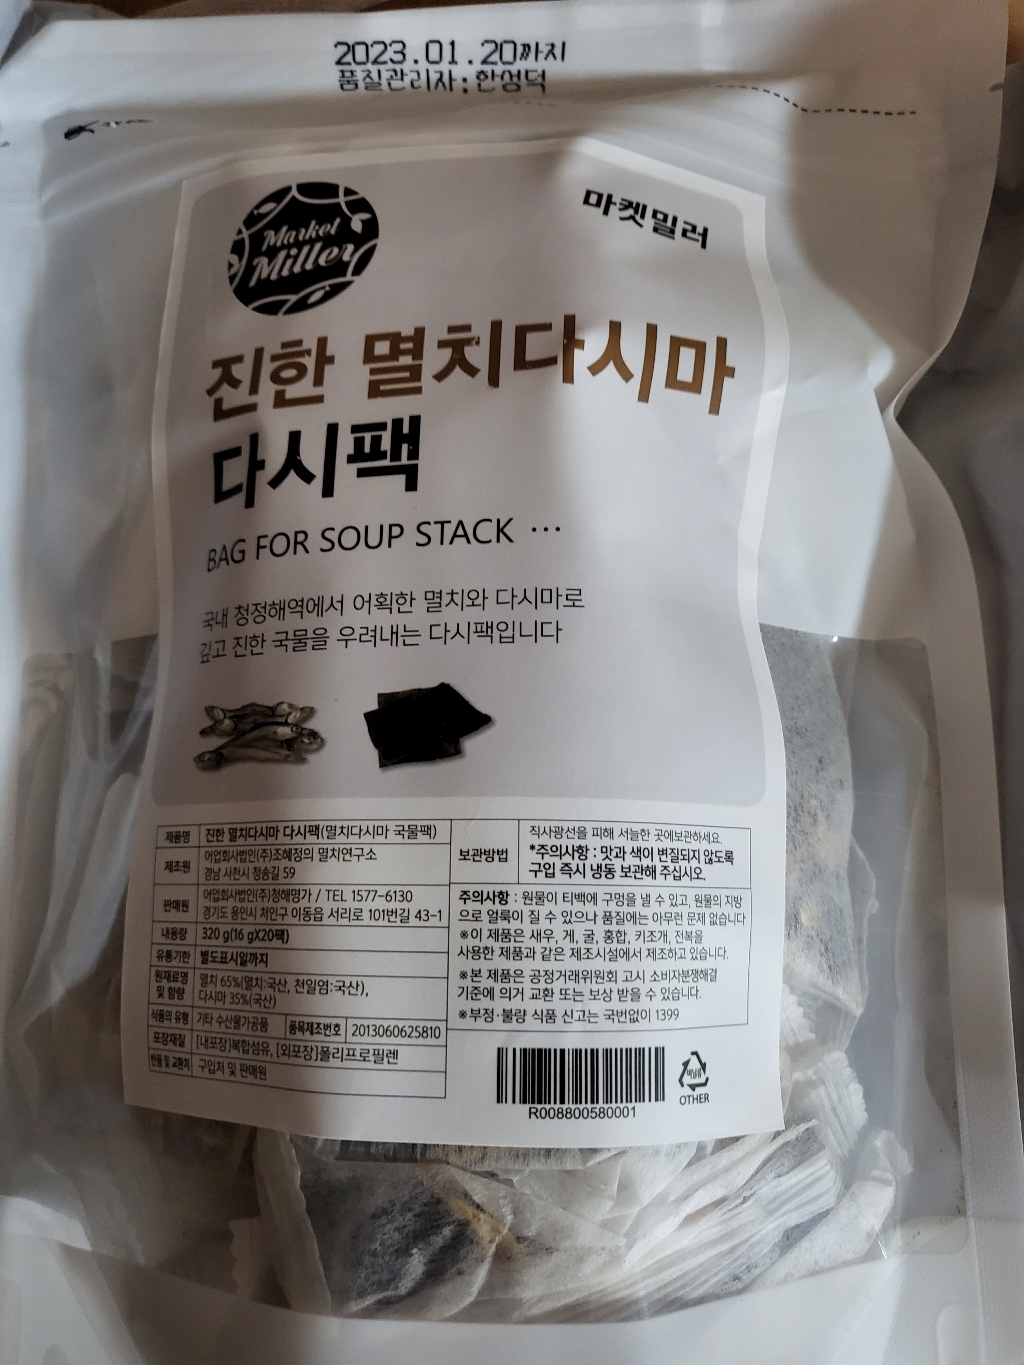 2023.01.20까지
품질관리자:한성덕
Market
Miller
마켓밀러
진한 멸치다시마
다시팩
BAG FOR SOUP STACK ···
국내 청정해역에서 어획한 멸치와 다시마로
깊고 진한 국물을 우려내는 다시팩입니다
제품명 진한 멸치다시마 다시팩(멸치다시마 국물팩)
제조원 어업회사법인(주)조혜정의 멸치연구소
경남 사천시 청송길 59
판매원 어업회사법인(주)청해명가 / TEL 1577-6130
경기도 용인시 처인구 이동읍 서리로 101번길 43-1
내용량 320 g(16 gX20팩)
유통기한 별도표시일까지
원재료명 및 함량 멸치 65%(멸치:국산, 천일염:국산),
다시마 35%(국산)
식품의 유형 기타 수산물가공품 품목제조번호 2013060625810
포장재질 [내포장]복합섬유, [외포장]폴리프로필렌
반품 및 교환처 구입처 및 판매원
보관방법 직사광선을 피해 서늘한 곳에보관하세요.
*주의사항 : 맛과 색이 변질되지 않도록
구입 즉시 냉동 보관해 주십시오.
주의사항 : 원물이 티백에 구멍을 낼 수 있고, 원물의 지방
으로 얼룩이 질 수 있으나 품질에는 아무런 문제 없습니다
※이 제품은 새우, 게, 굴, 홍합, 키조개, 전복을
사용한 제품과 같은 제조시설에서 제조하고 있습니다.
※본 제품은 공정거래위원회 고시 소비자분쟁해결
기준에 의거 교환 또는 보상 받을 수 있습니다.
※부정·불량 식품 신고는 국번없이 1399
R008800580001
비닐류
OTHER